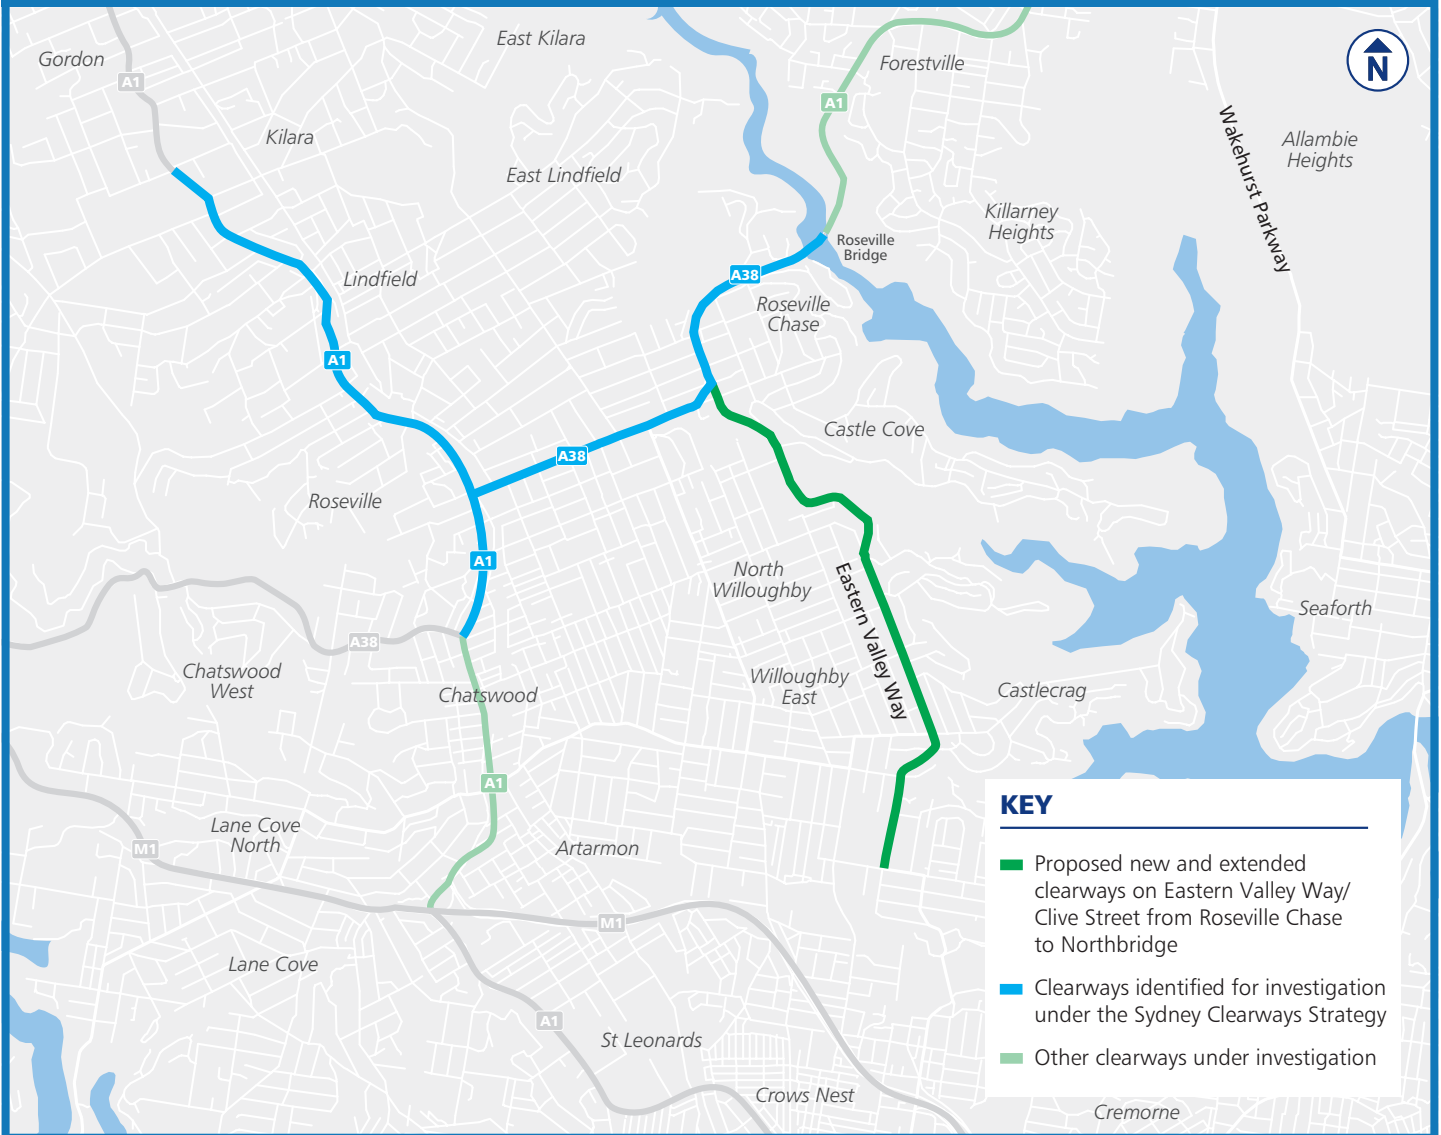 East Kilara
Gordon
Forestville
N
A1
A1
Kilara
Allambie
Heights
Wakehurst Parkway
East Lindfield
Killarney
Heights
Roseville
Bridge
Lindfield
A38
Roseville
Chase
A1
Castle Cove
A38
Roseville
A1
North
Willoughby
Eastern Valley Way
Seaforth
A38
Chatswood
West
Chatswood
Willoughby
East
Castlecrag
A1
Lane Cove
North
M1
Artarmon
M1
Lane Cove
A1
St Leonards
Crows Nest
Cremorne
KEY
Proposed new and extended
clearways on Eastern Valley Way/
Clive Street from Roseville Chase
to Northbridge
Clearways identified for investigation
under the Sydney Clearways Strategy
Other clearways under investigation